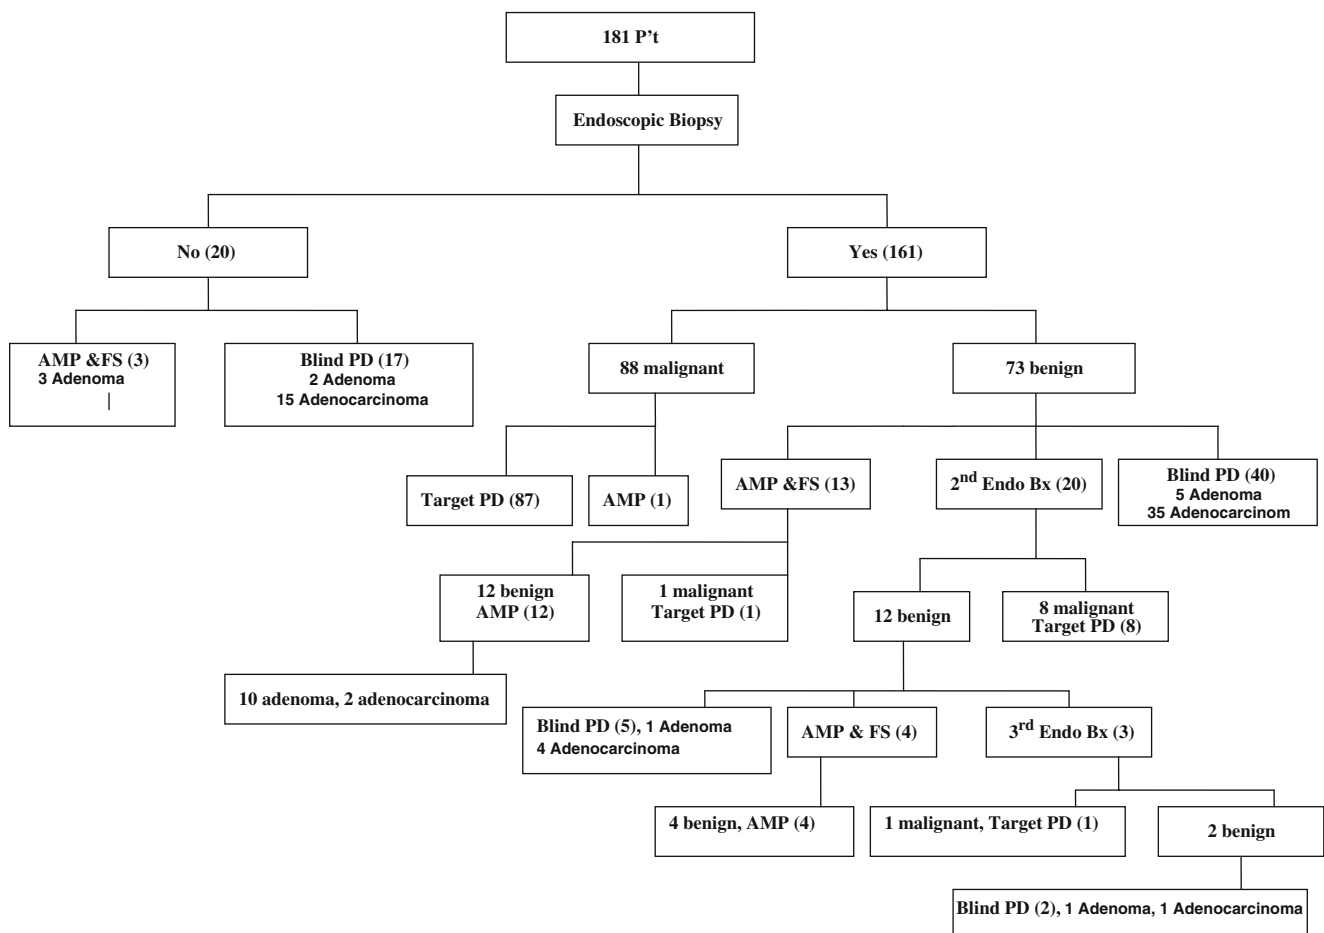 181 P’t
Endoscopic Biopsy
No (20)
Yes (161)
AMP &FS (3)
3 Adenoma
Blind PD (17)
2 Adenoma
15 Adenocarcinoma
88 malignant
73 benign
Target PD (87)
AMP (1)
AMP &FS (13)
2nd Endo Bx (20)
Blind PD (40)
5 Adenoma
35 Adenocarcinom
12 benign
AMP (12)
1 malignant
Target PD (1)
12 benign
8 malignant
Target PD (8)
10 adenoma, 2 adenocarcinoma
Blind PD (5), 1 Adenoma
4 Adenocarcinoma
AMP & FS (4)
3rd Endo Bx (3)
4 benign, AMP (4)
1 malignant, Target PD (1)
2 benign
Blind PD (2), 1 Adenoma, 1 Adenocarcinoma